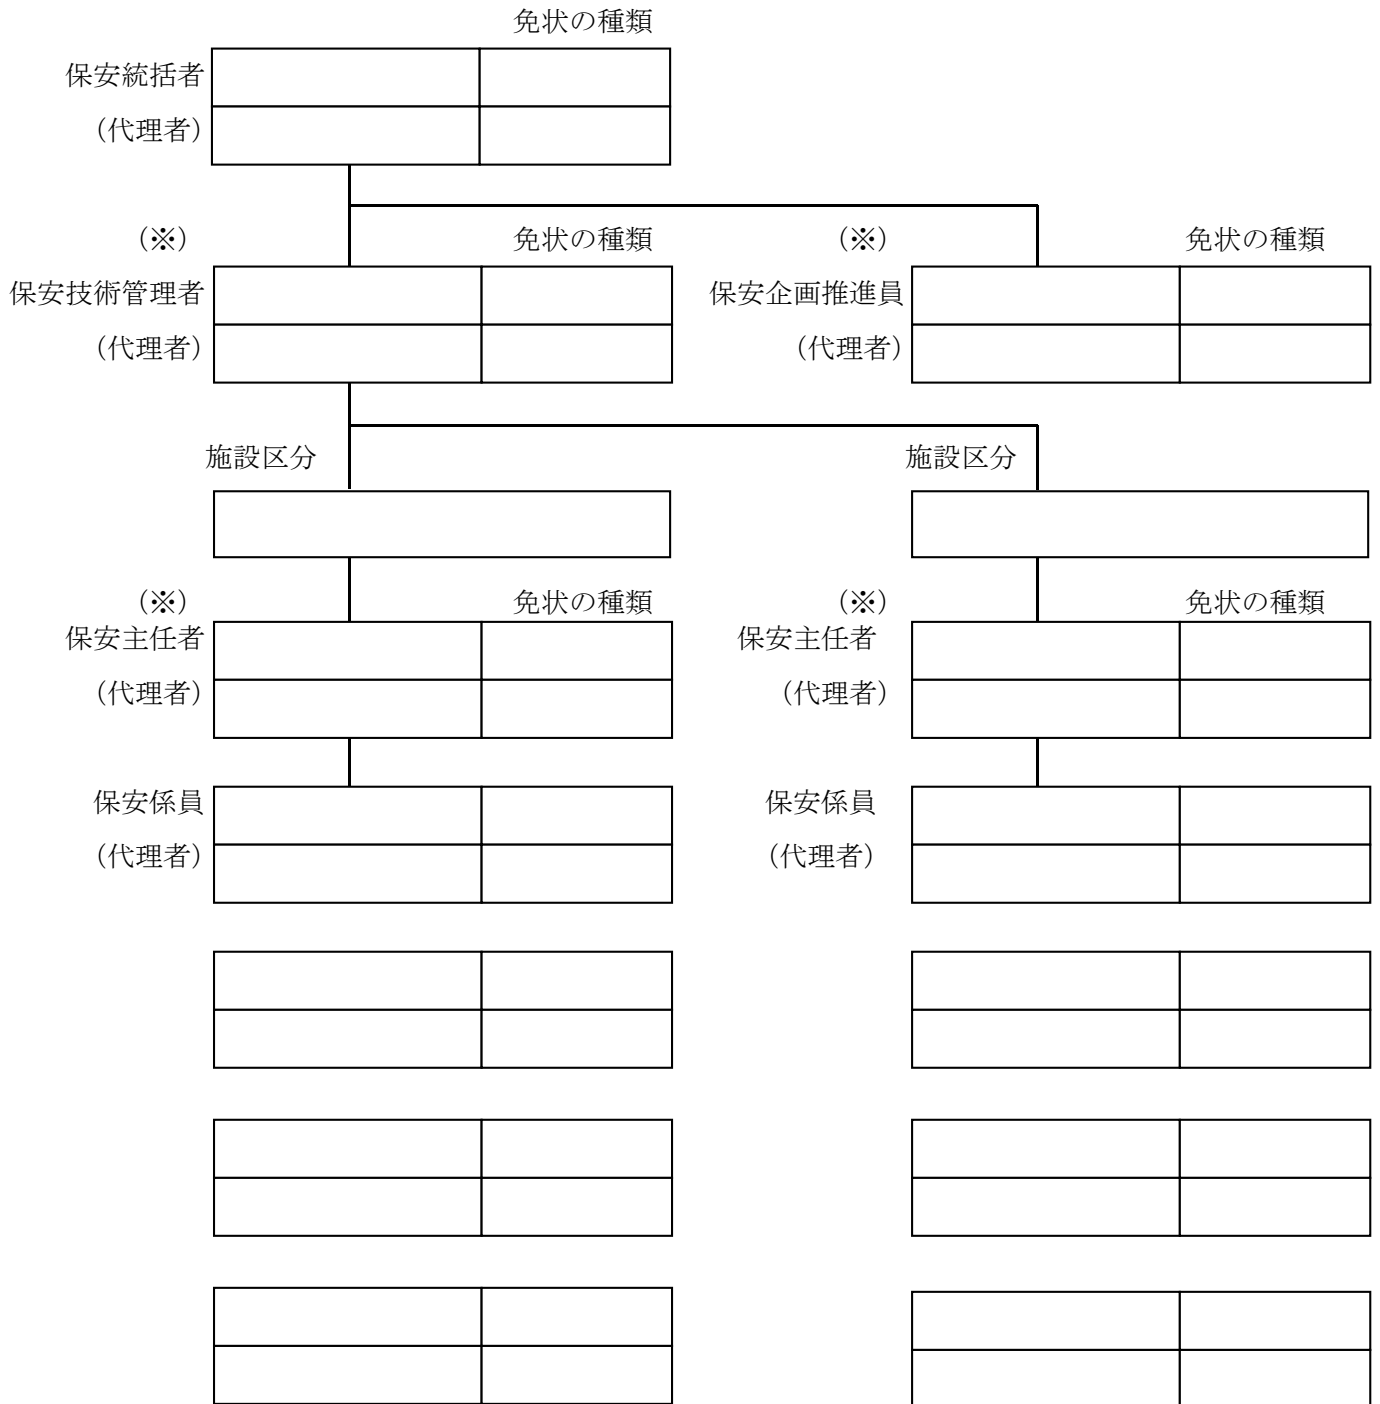 免状の種類
保安統括者
(代理者)
(※) 免状の種類 (※) 免状の種類
保安技術管理者 保安企画推進員
(代理者) (代理者)
施設区分 施設区分
(※) 免状の種類 (※) 免状の種類
保安主任者 保安主任者
(代理者) (代理者)
保安係員 保安係員
(代理者) (代理者)